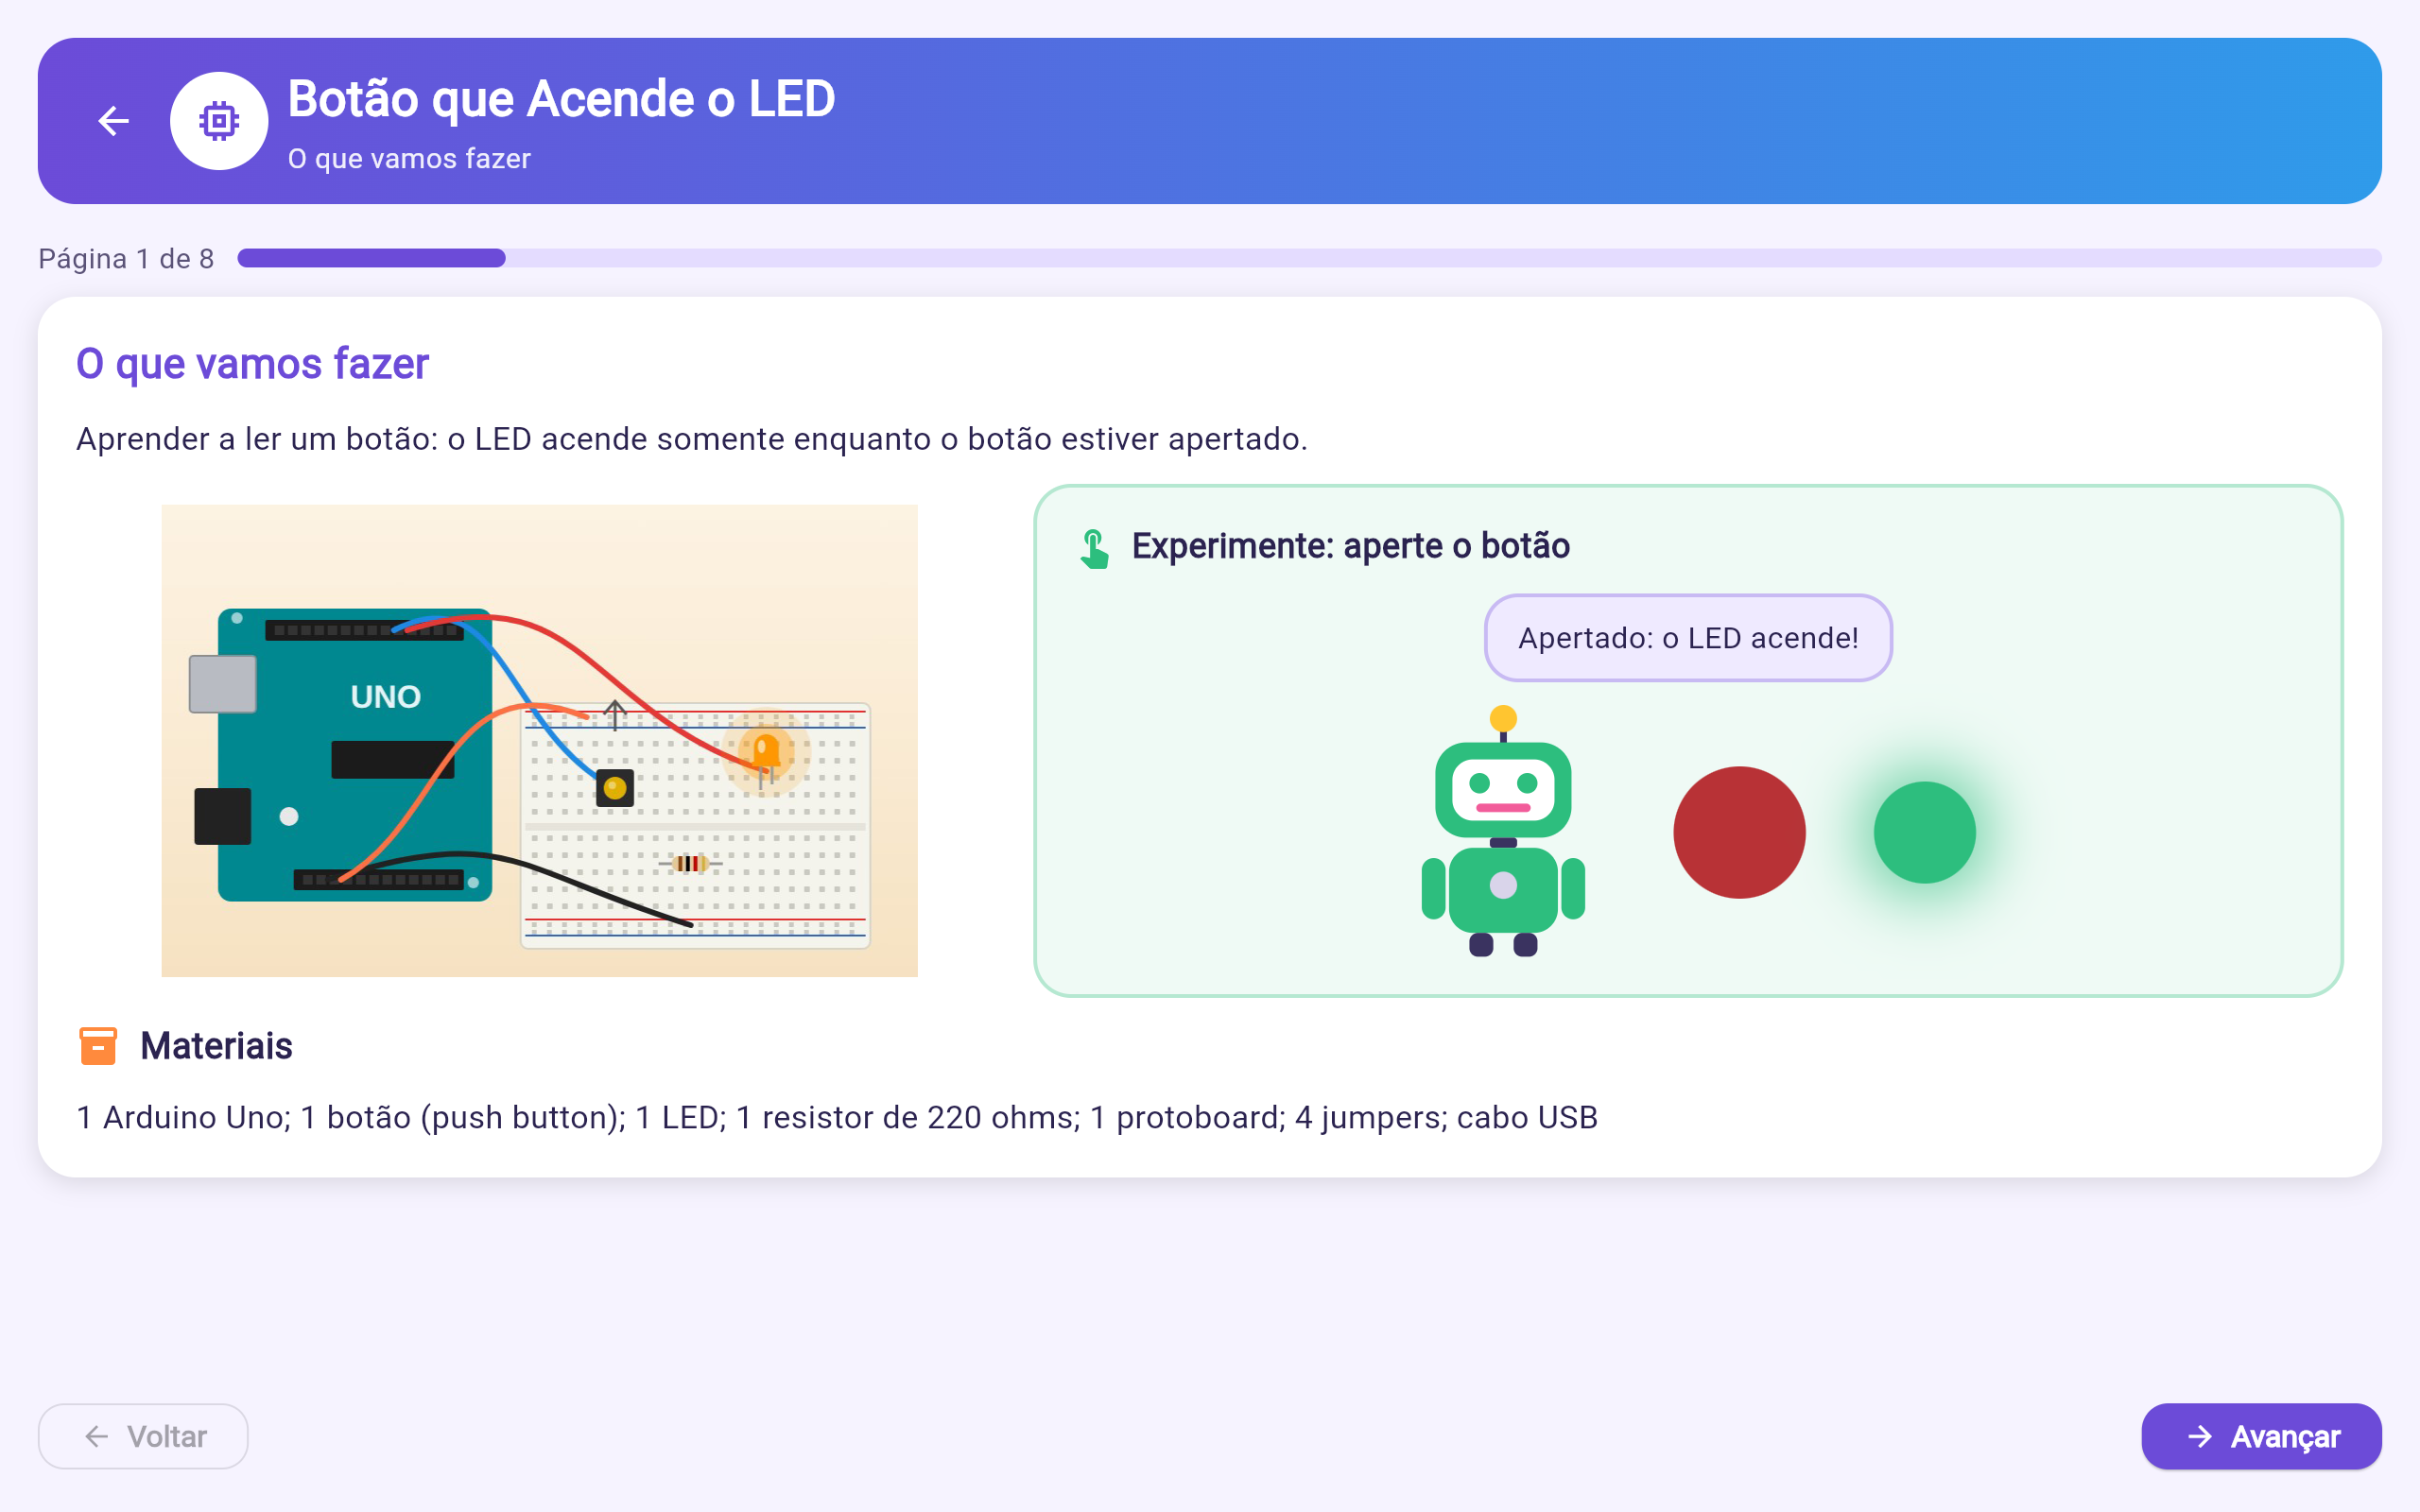 Botão que Acende o LED
O que vamos fazer
Página 1 de 8
O que vamos fazer
Aprender a ler um botão: o LED acende somente enquanto o botão estiver apertado.
UNO
Experimente: aperte o botão
Apertado: o LED acende!
Materiais
1 Arduino Uno; 1 botão (push button); 1 LED; 1 resistor de 220 ohms; 1 protoboard; 4 jumpers; cabo USB
Voltar
Avançar